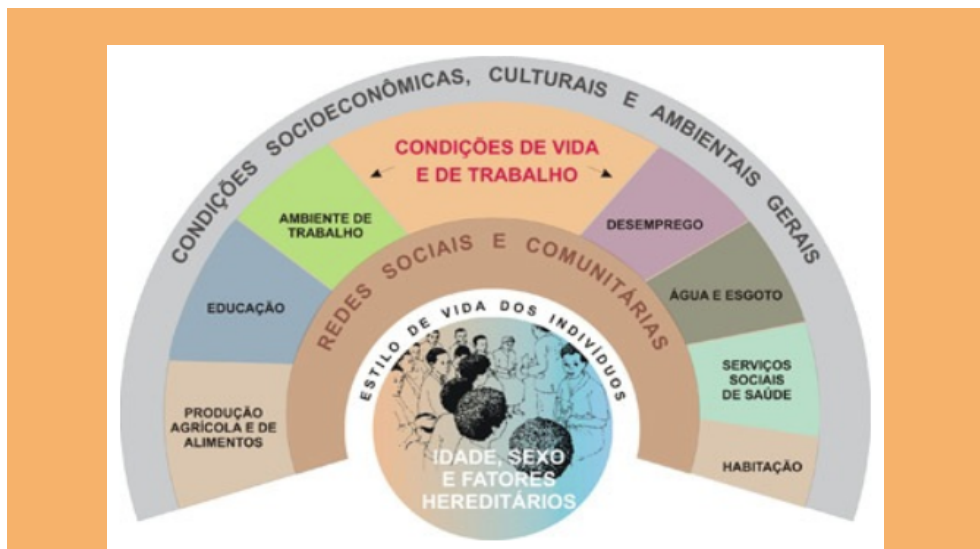 CONDIÇÕES SOCIOECONÔMICAS, CULTURAIS E AMBIENTAIS GERAIS
CONDIÇÕES DE VIDA
E DE TRABALHO
AMBIENTE DE
TRABALHO
DESEMPREGO
EDUCAÇÃO
ÁGUA E ESGOTO
PRODUÇÃO
AGRÍCOLA E DE
ALIMENTOS
SERVIÇOS
SOCIAIS
DE SAÚDE
HABITAÇÃO
REDES SOCIAIS E COMUNITÁRIAS
ESTILO DE VIDA DOS INDIVÍDUOS
IDADE, SEXO
E FATORES
HEREDITÁRIOS